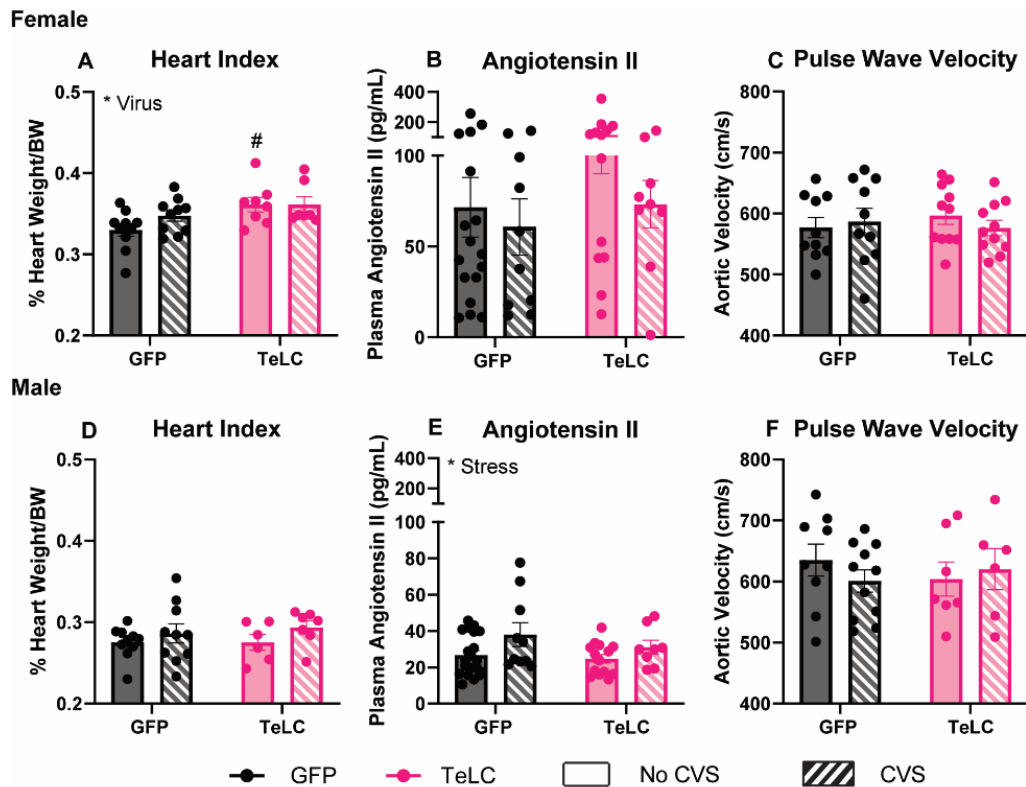 Female
A Heart Index
% Heart Weight/BW
0.5
0.4
0.3
0.2
* Virus
#
GFP TeLC
B Angiotensin II
Plasma Angiotensin II (pg/mL)
400
200
100
50
0
GFP TeLC
C Pulse Wave Velocity
Aortic Velocity (cm/s)
800
700
600
500
400
GFP TeLC
Male
D Heart Index
% Heart Weight/BW
0.5
0.4
0.3
0.2
GFP TeLC
E Angiotensin II
Plasma Angiotensin II (pg/mL)
400
200
100
80
60
40
20
0
* Stress
GFP TeLC
F Pulse Wave Velocity
Aortic Velocity (cm/s)
800
700
600
500
400
GFP TeLC
GFP TeLC No CVS CVS